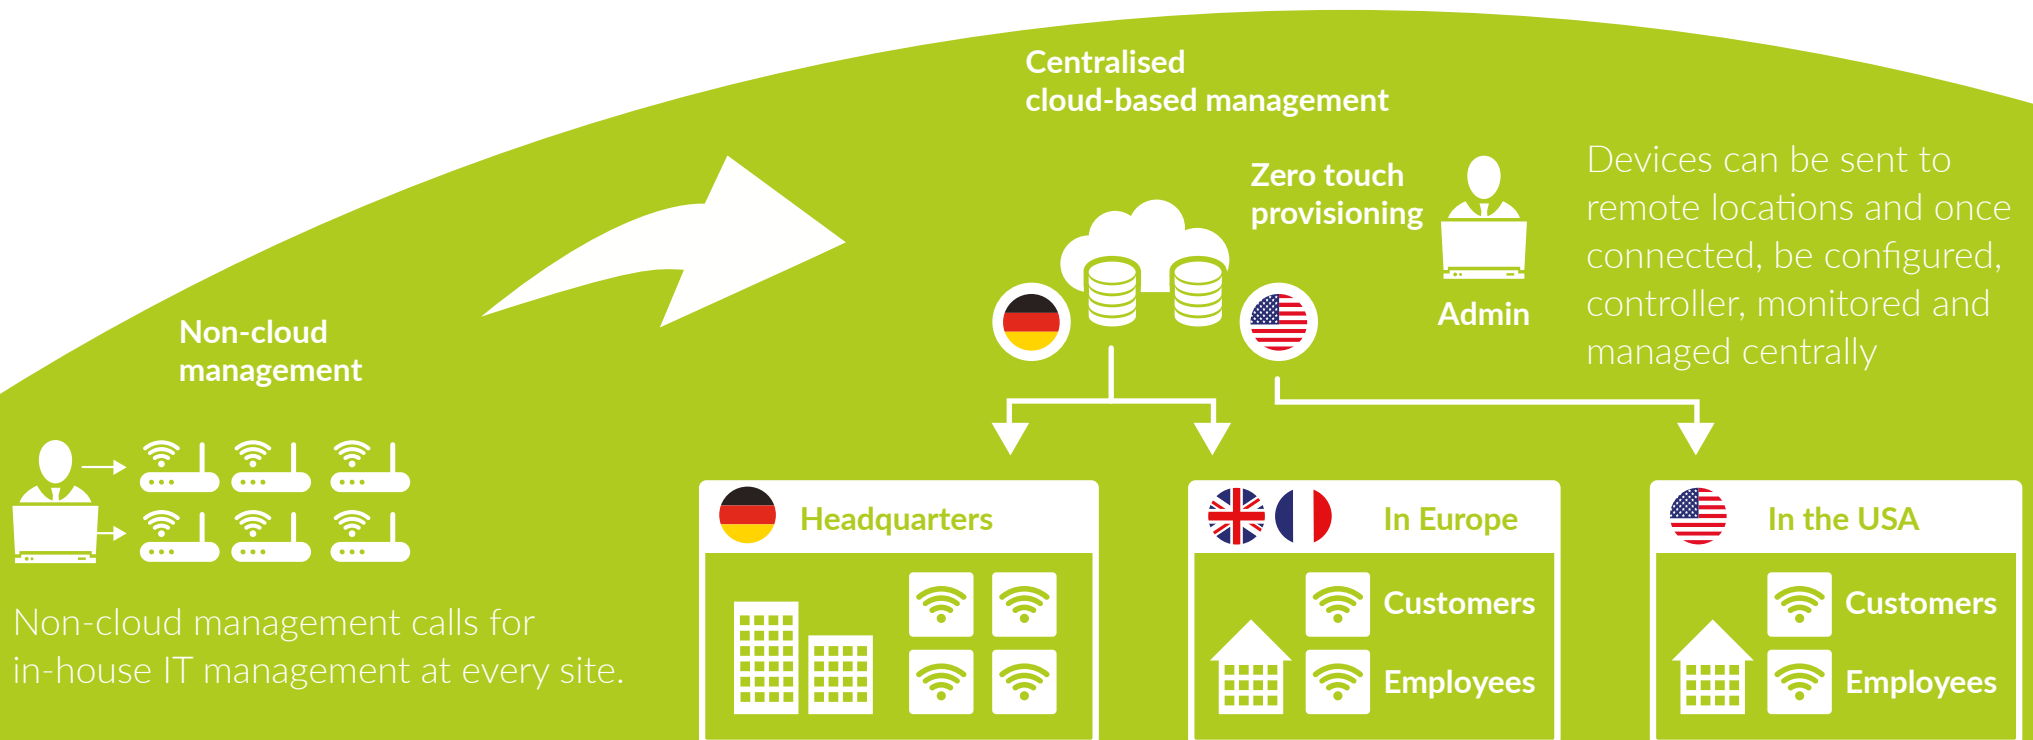 Centralised
cloud-based management
Zero touch
provisioning
Admin
Devices can be sent to
remote locations and once
connected, be configured,
controller, monitored and
managed centrally
Non-cloud
management
Non-cloud management calls for
in-house IT management at every site.
Headquarters
In Europe
Customers
Employees
In the USA
Customers
Employees